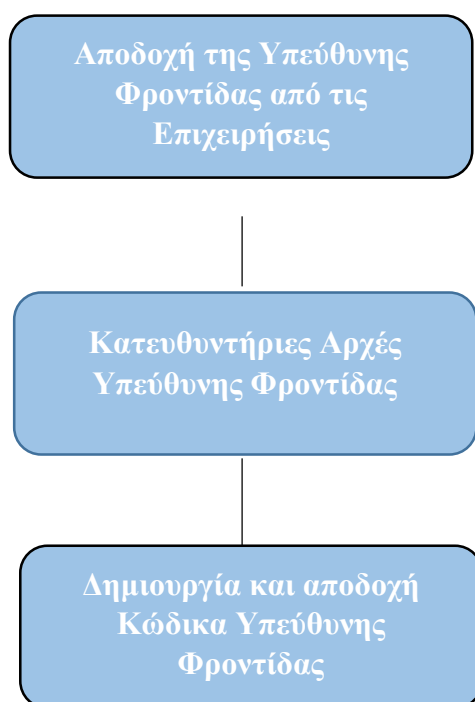 Αποδοχή της Υπεύθυνης
Φροντίδας από τις
Επιχειρήσεις
Κατευθυντήριες Αρχές
Υπεύθυνης Φροντίδας
Δημιουργία και αποδοχή
Κώδικα Υπεύθυνης
Φροντίδας